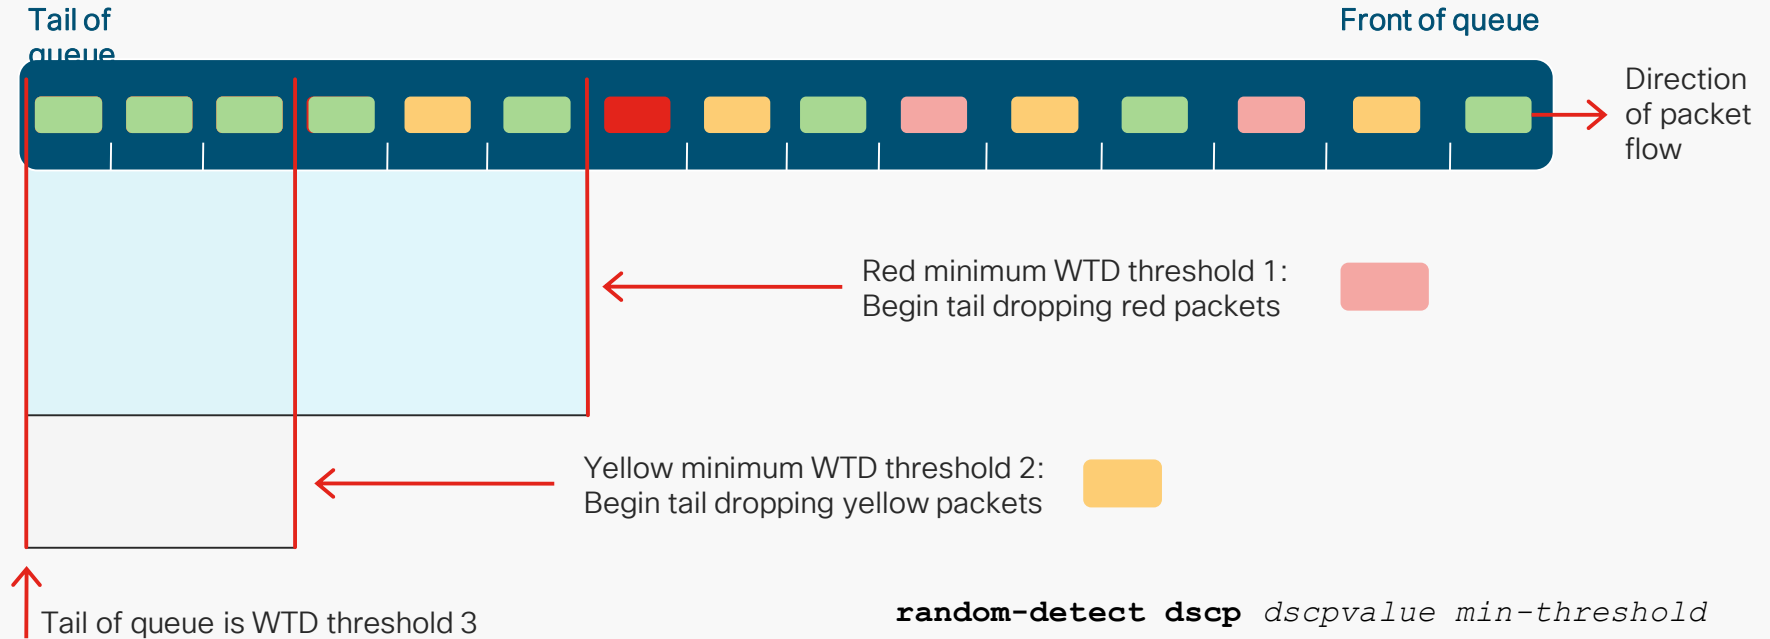 Tail of
queue
Front of queue
Direction
of packet
flow
Red minimum WTD threshold 1:
Begin tail dropping red packets
Yellow minimum WTD threshold 2:
Begin tail dropping yellow packets
Tail of queue is WTD threshold 3
random-detect dscp dscpvalue min-threshold